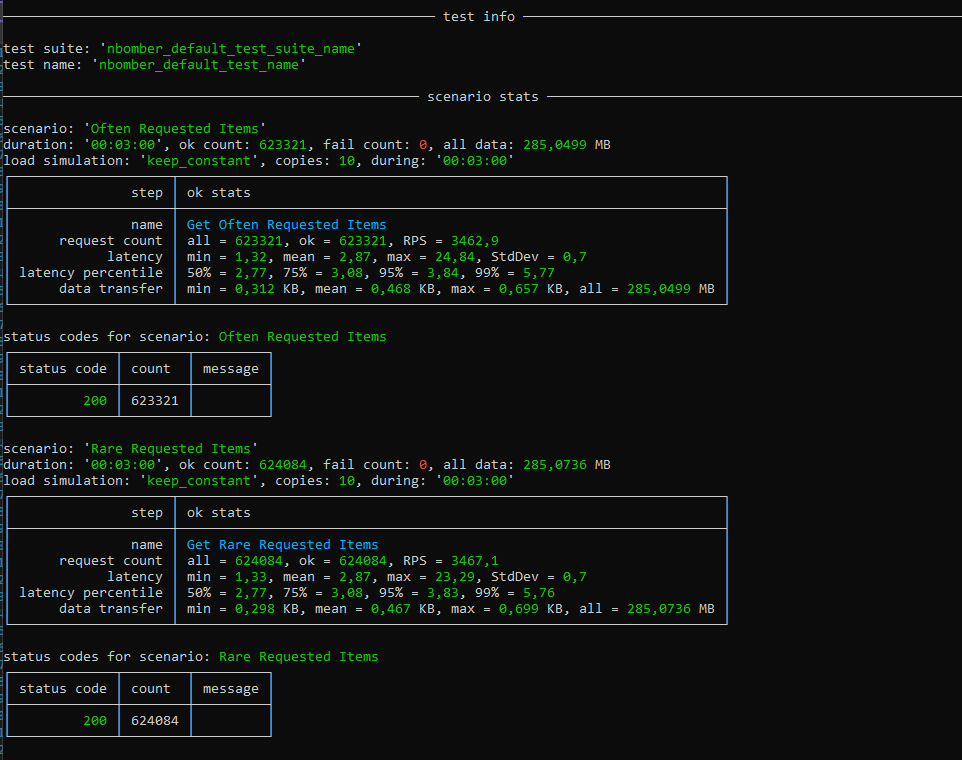 test info
test suite: 'nbomber_default_test_suite_name'
test name: 'nbomber_default_test_name'
scenario stats
scenario: 'Often Requested Items'
duration: '00:03:00', ok count: 623321, fail count: 0, all data: 285,0499 MB
load simulation: 'keep_constant', copies: 10, during: '00:03:00'
step ok stats
name Get Often Requested Items
request count all = 623321, ok = 623321, RPS = 3462,9
latency min = 1,32, mean = 2,87, max = 24,84, StdDev = 0,7
latency percentile 50% = 2,77, 75% = 3,08, 95% = 3,84, 99% = 5,77
data transfer min = 0,312 KB, mean = 0,468 KB, max = 0,657 KB, all = 285,0499 MB
status codes for scenario: Often Requested Items
status code count message
200 623321
scenario: 'Rare Requested Items'
duration: '00:03:00', ok count: 624084, fail count: 0, all data: 285,0736 MB
load simulation: 'keep_constant', copies: 10, during: '00:03:00'
step ok stats
name Get Rare Requested Items
request count all = 624084, ok = 624084, RPS = 3467,1
latency min = 1,33, mean = 2,87, max = 23,29, StdDev = 0,7
latency percentile 50% = 2,77, 75% = 3,08, 95% = 3,83, 99% = 5,76
data transfer min = 0,298 KB, mean = 0,467 KB, max = 0,699 KB, all = 285,0736 MB
status codes for scenario: Rare Requested Items
status code count message
200 624084